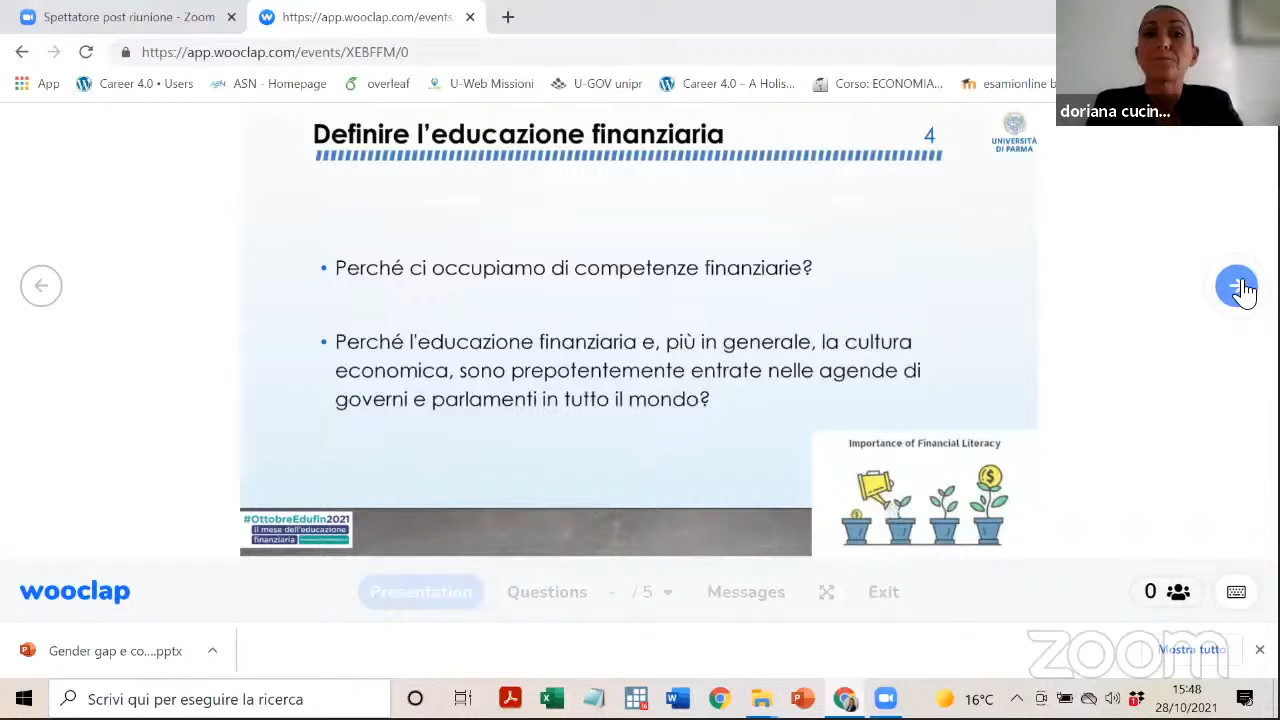 Spettatore post riunione - Zoom
https://app.wooclap.com/events,
https://app.wooclap.com/events/XEBFFM/0
App
Career 4.0 • Users
ASN - Homepage
overleaf
U-Web Missioni
U-GOV unipr
Career 4.0 – A Holis...
Corso: ECONOMIA...
esamionline b
doriana cucin...
Definire l'educazione finanziaria
4
UNIVERSITÀ
DI PARMA
• Perché ci occupiamo di competenze finanziarie?
• Perché l'educazione finanziaria e, più in generale, la cultura
economica, sono prepotentemente entrate nelle agende di
governi e parlamenti in tutto il mondo?
Importance of Financial Literacy
#OttobreEdufin2021
il mese dell'educazione
finanziaria
wooclap
Presentation
Questions
- / 5
Messages
Exit
0
Gender gap e co....pptx
Mostra tutto
zoom
Scrivi qui per eseguire la ricerca
16°C
15:48
28/10/2021